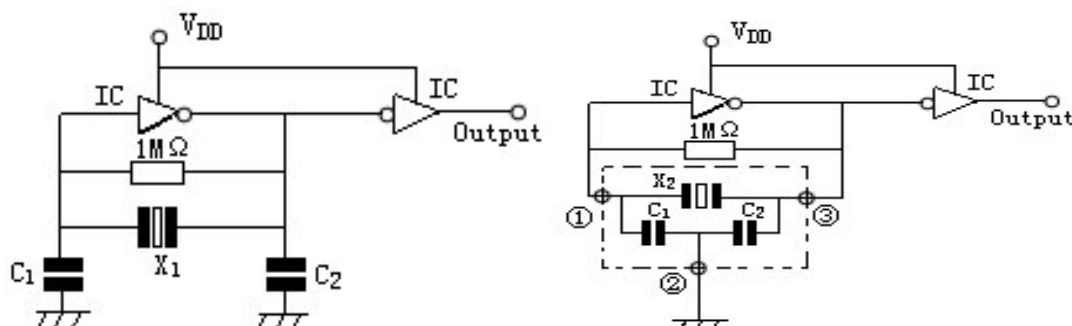 VDD
IC
IC
Output
1MΩ
X1
C1
C2
VDD
IC
IC
Output
1MΩ
X2
C1
C2
①
③
②